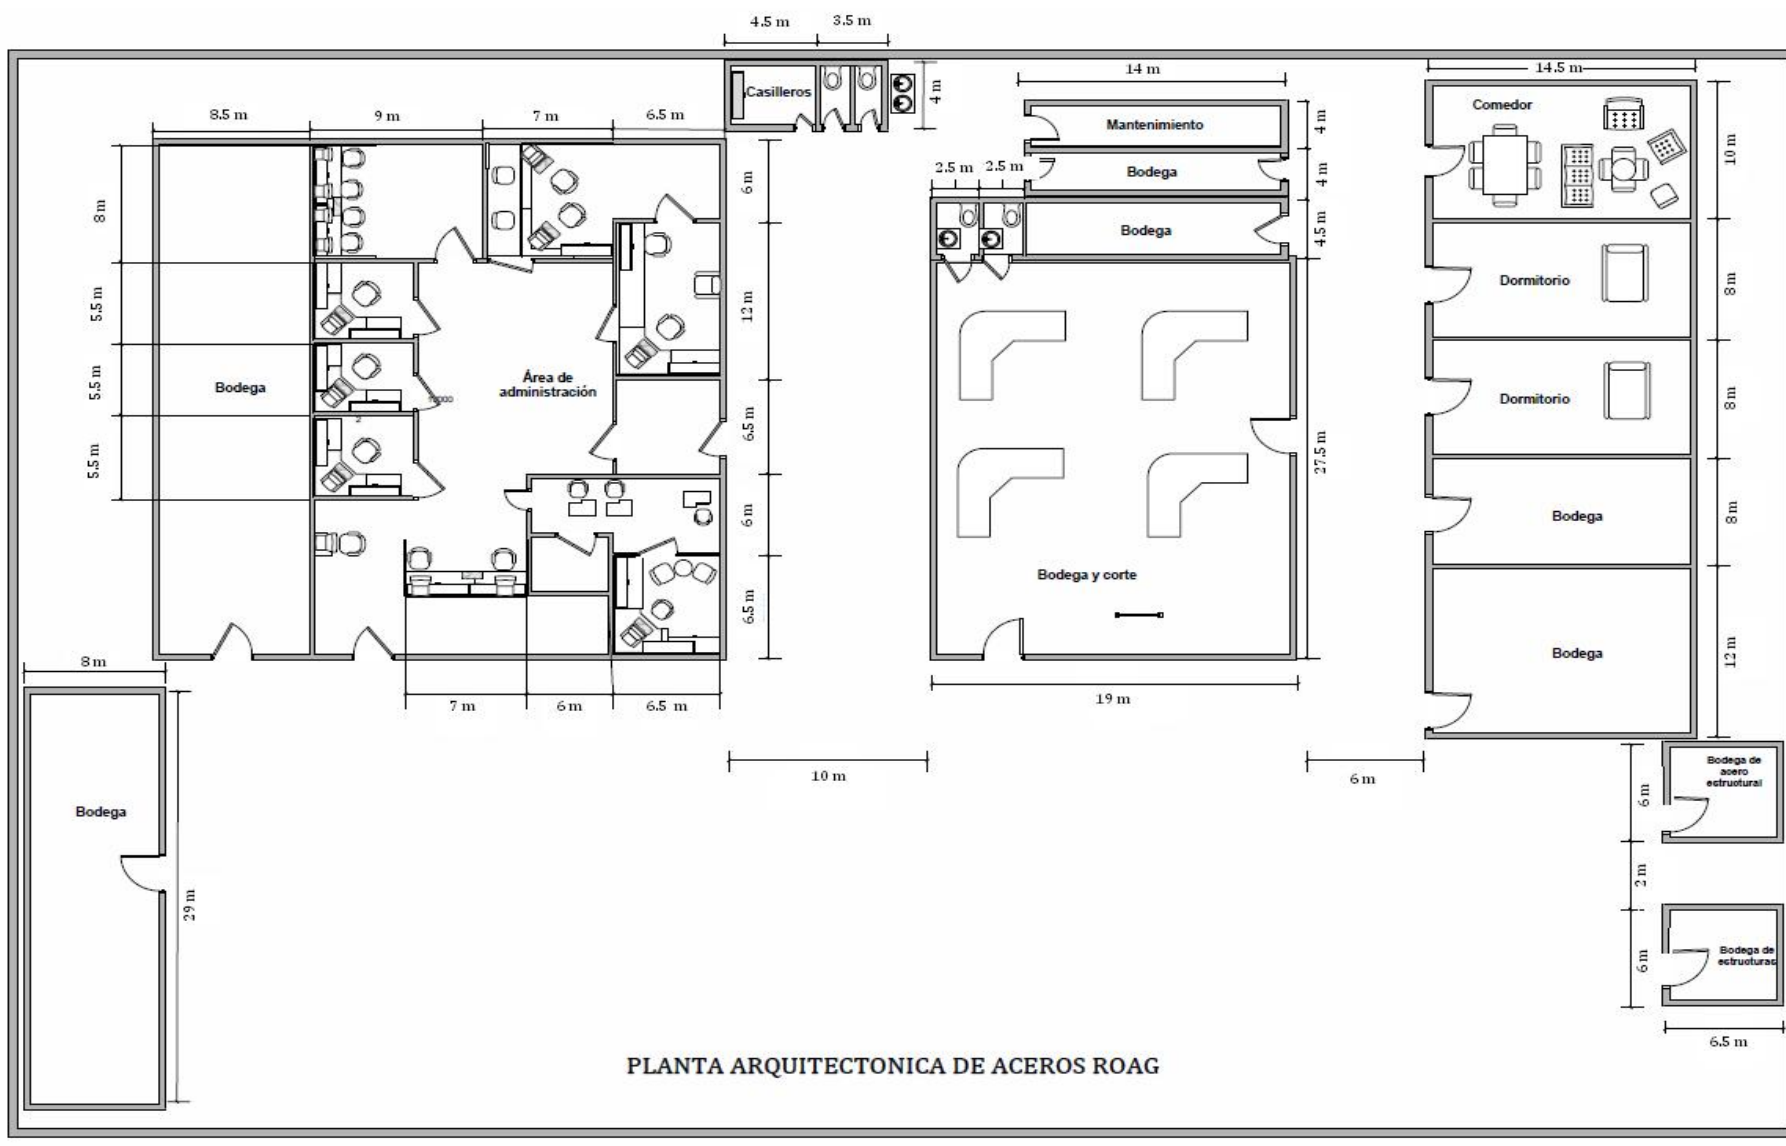 4.5 m
3.5 m
Casilleros
4 m
14 m
14.5 m
8.5 m
9 m
7 m
6.5 m
Mantenimiento
4 m
Comedor
10 m
2.5 m
2.5 m
Bodega
4 m
8 m
6 m
Bodega
4.5 m
5.5 m
12 m
Dormitorio
8 m
5.5 m
Bodega
Área de
administración
Dormitorio
8 m
2
5.5 m
6.5 m
27.5 m
6 m
Bodega
8 m
Bodega y corte
6.5 m
Bodega
12 m
8 m
7 m
6 m
6.5 m
19 m
10 m
6 m
Bodega de
acero
estructural
6 m
Bodega
29 m
2 m
Bodega de
estructuras
6 m
6.5 m
PLANTA ARQUITECTONICA DE ACEROS ROAG